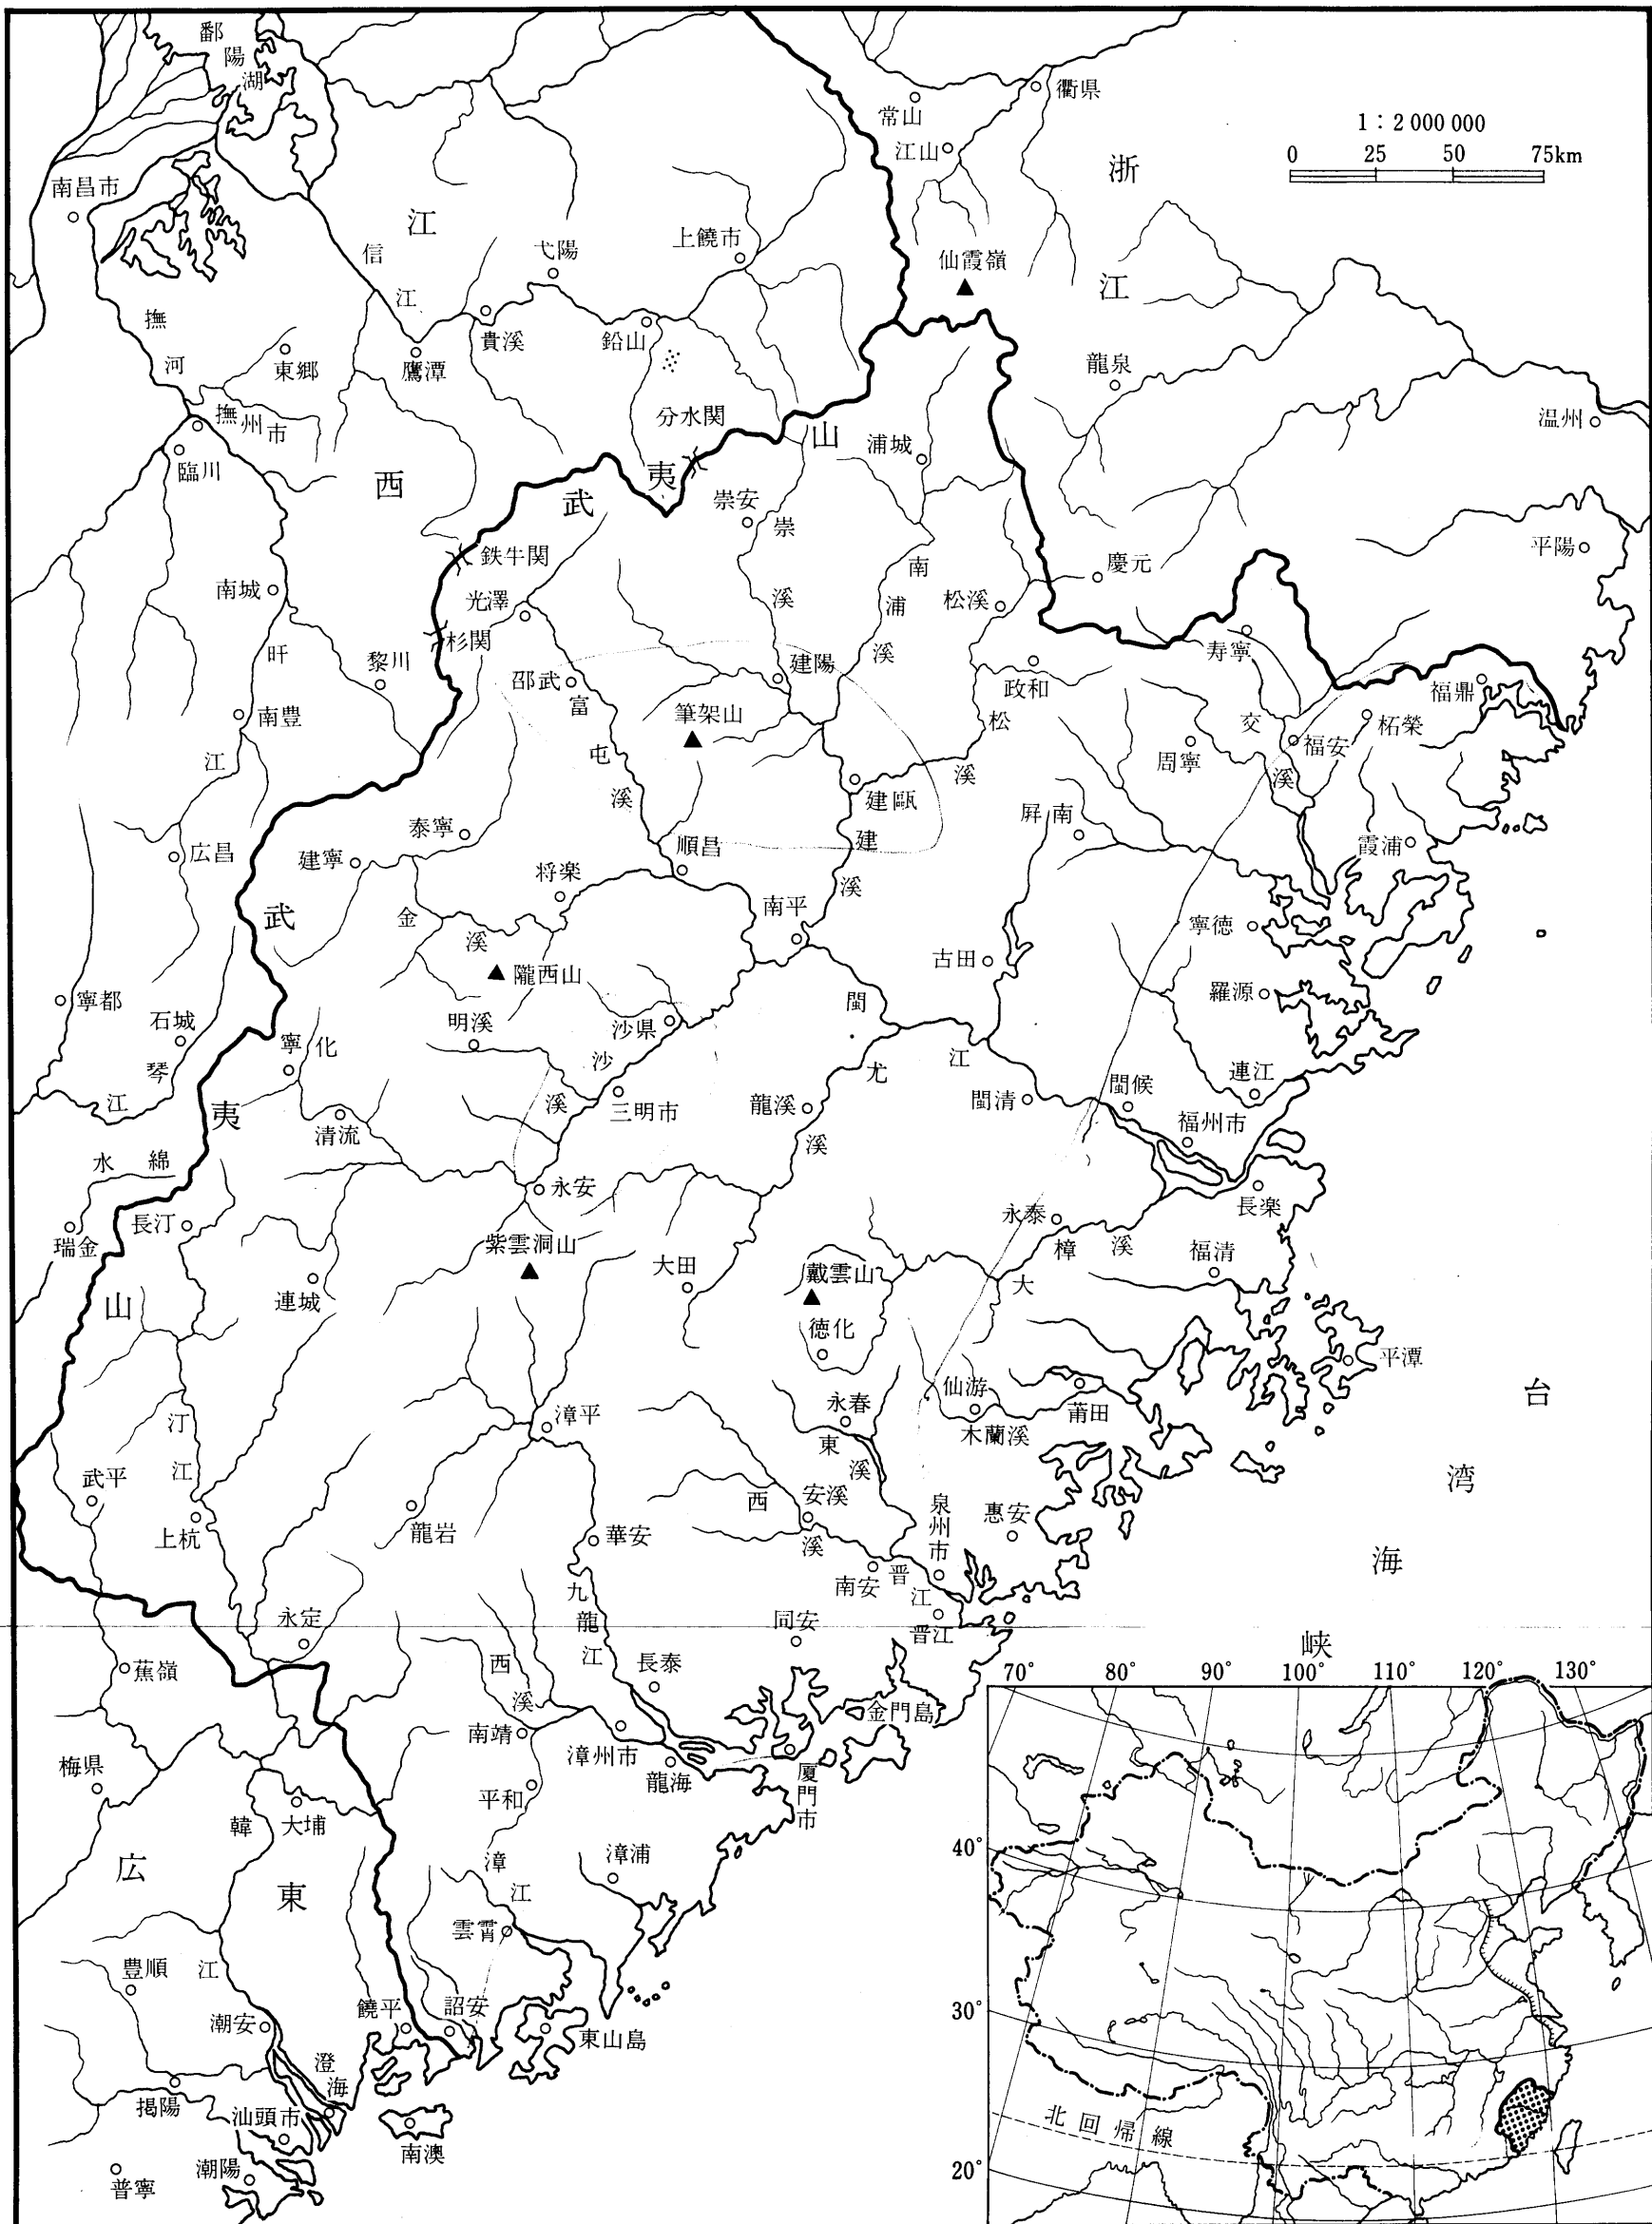 鄱陽湖
衢県
常山
江山
1：2 000 000
0 25 50 75km
浙江
南昌市
江西
信江
弋陽
上饒市
仙霞嶺
撫河
東郷
鷹潭
貴溪
鉛山
龍泉
撫州市
臨川
分水関
武夷山
浦城
温州
崇安
崇溪
鉄牛関
南浦溪
慶元
平陽
南城
光澤
松溪
杉関
旴江
黎川
邵武
建陽
政和
寿寧
福鼎
南豊
富屯溪
筆架山
松溪
周寧
交溪
福安
柘榮
広昌
泰寧
建寧
建甌
屏南
霞浦
順昌
建溪
将楽
武夷山
金溪
南平
寧徳
隴西山
古田
羅源
寧都
石城
寧化
明溪
沙県
閩江
琴江
沙溪
尤溪
連江
清流
三明市
龍溪
閩清
閩候
福州市
綿水
永安
長楽
瑞金
長汀
永泰
大樟溪
福清
紫雲洞山
大田
戴雲山
連城
徳化
平潭
仙游
莆田
木蘭溪
永春
東溪
台湾海峡
汀江
漳平
武平
上杭
龍岩
西溪
安溪
泉州市
惠安
華安
南安
晋江
晋江
九龍江
永定
同安
蕉嶺
西溪
長泰
金門島
南靖
漳州市
龍海
厦門市
梅県
平和
韓江
大埔
漳江
漳浦
広東
雲霄
豊順
潮安
饒平
詔安
東山島
澄海
掲陽
汕頭市
南澳
普寧
潮陽
70° 80° 90° 100° 110° 120° 130°
40°
30°
20°
北回帰線